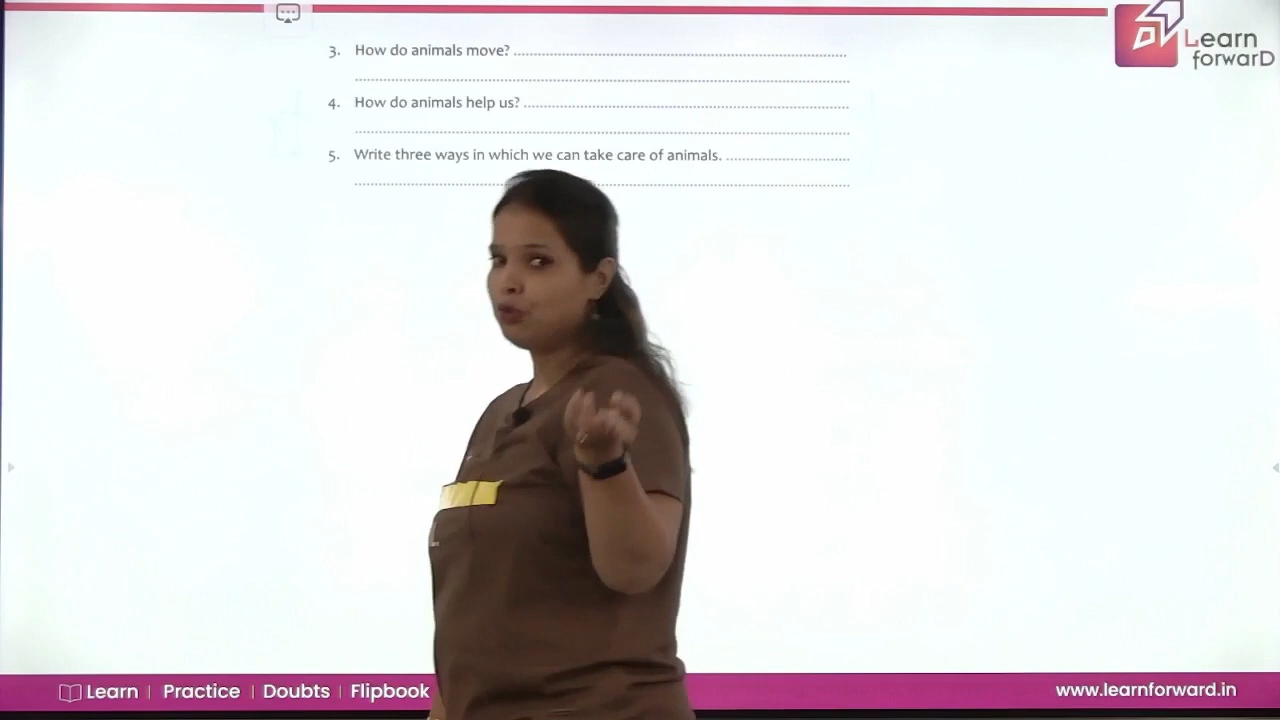 Learn
forwarD
3. How do animals move?
4. How do animals help us?
5. Write three ways in which we can take care of animals.
Learn | Practice | Doubts | Flipbook
www.learnforward.in